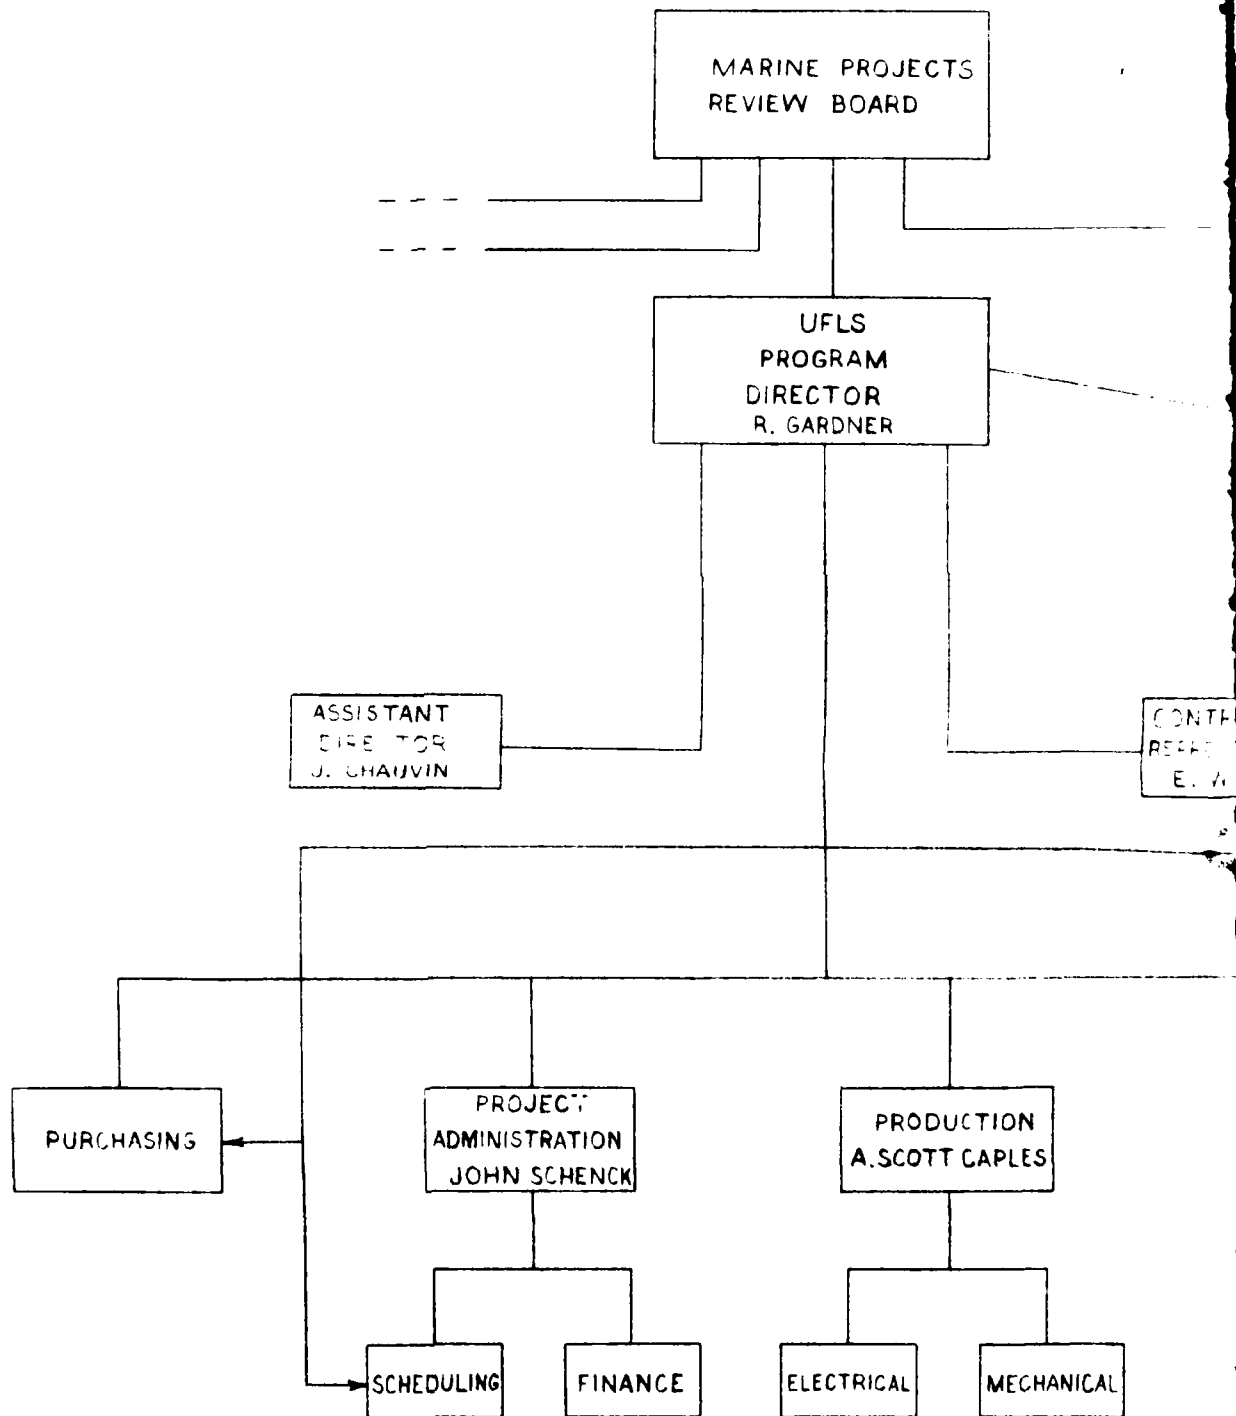 MARINE PROJECTS
REVIEW BOARD
UFLS
PROGRAM
DIRECTOR
R. GARDNER
ASSISTANT
DIRECTOR
J. CHAUVIN
E.
PURCHASING
PROJECT
ADMINISTRATION
JOHN SCHENCK
PRODUCTION
A. SCOTT CAPLES
SCHEDULING
FINANCE
ELECTRICAL
MECHANICAL